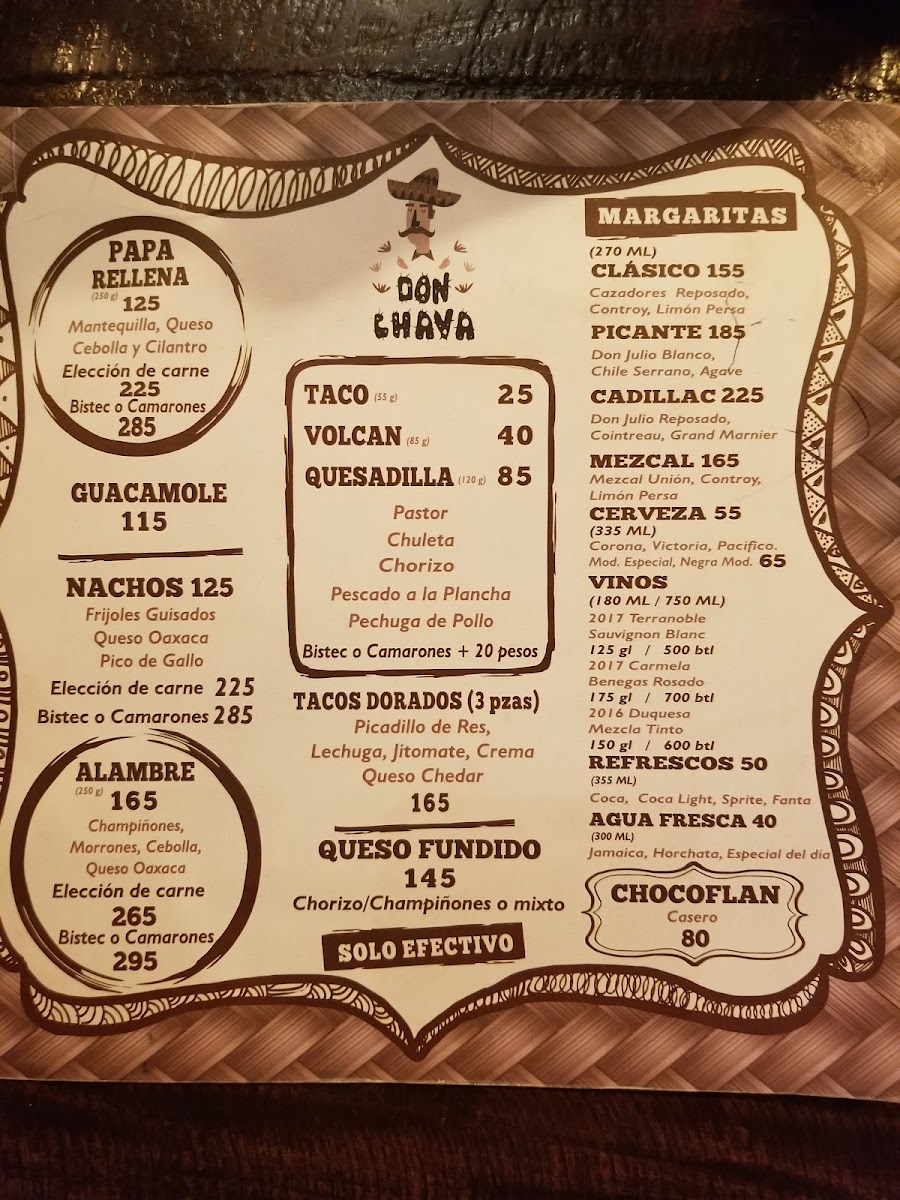 PAPA
RELLENA
(250 g) 125
Mantequilla, Queso
Cebolla y Cilantro
Elección de carne
225
Bistec o Camarones
285
GUACAMOLE
115
NACHOS 125
Frijoles Guisados
Queso Oaxaca
Pico de Gallo
Elección de carne 225
Bistec o Camarones 285
ALAMBRE
(250 g) 165
Champiñones,
Morrones, Cebolla,
Queso Oaxaca
Elección de carne
265
Bistec o Camarones
295
DON
CHAVA
TACO (55 g) 25
VOLCAN (85 g) 40
QUESADILLA (120 g) 85
Pastor
Chuleta
Chorizo
Pescado a la Plancha
Pechuga de Pollo
Bistec o Camarones + 20 pesos
TACOS DORADOS (3 pzas)
Picadillo de Res,
Lechuga, Jitomate, Crema
Queso Chedar
165
QUESO FUNDIDO
145
Chorizo/Champiñones o mixto
SOLO EFECTIVO
MARGARITAS
(270 ML)
CLÁSICO 155
Cazadores Reposado,
Controy, Limón Persa
PICANTE 185
Don Julio Blanco,
Chile Serrano, Agave
CADILLAC 225
Don Julio Reposado,
Cointreau, Grand Marnier
MEZCAL 165
Mezcal Unión, Controy,
Limón Persa
CERVEZA 55
(335 ML)
Corona, Victoria, Pacifico.
Mod. Especial, Negra Mod. 65
VINOS
(180 ML / 750 ML)
2017 Terranoble
Sauvignon Blanc
125 gl / 500 btl
2017 Carmela
Benegas Rosado
175 gl / 700 btl
2016 Duquesa
Mezcla Tinto
150 gl / 600 btl
REFRESCOS 50
(355 ML)
Coca, Coca Light, Sprite, Fanta
AGUA FRESCA 40
(300 ML)
Jamaica, Horchata, Especial del día
CHOCOFLAN
Casero
80